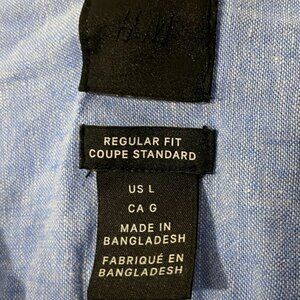 REGULAR FIT
COUPE STANDARD
US L
CA G
MADE IN
BANGLADESH
FABRIQUÉ EN
BANGLADESH